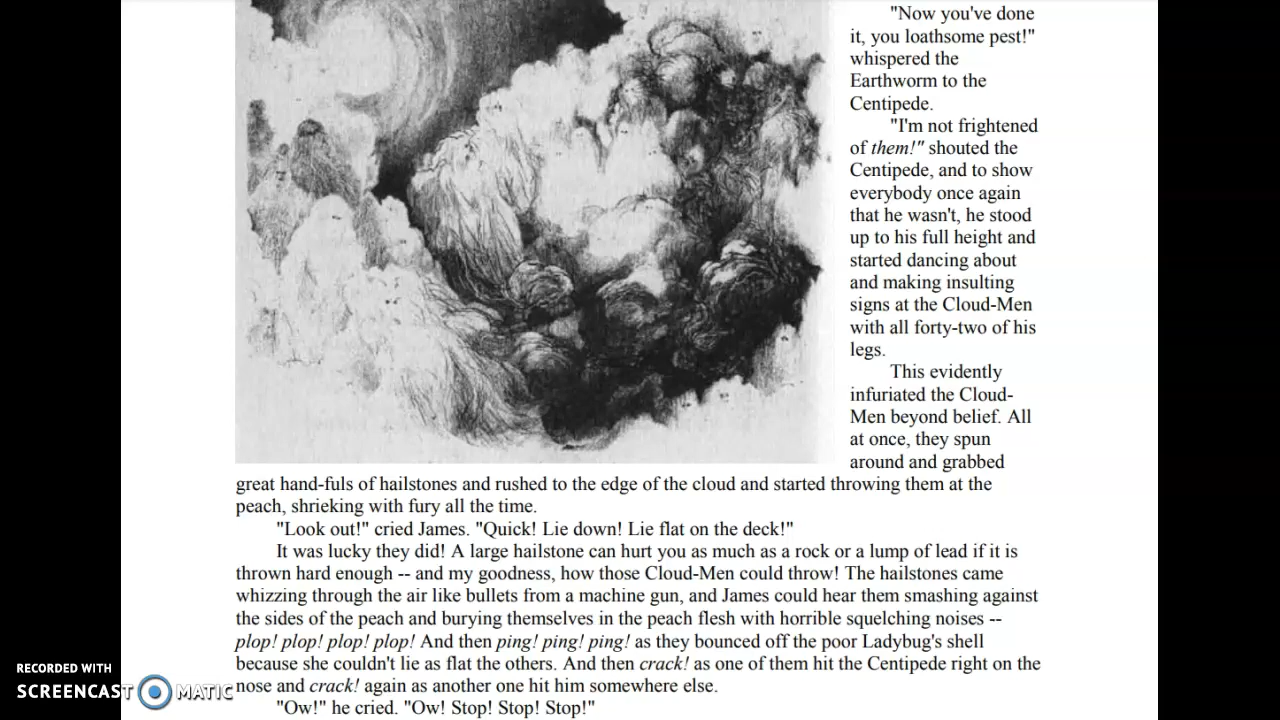 "Now you've done
it, you loathsome pest!"
whispered the
Earthworm to the
Centipede.
"I'm not frightened
of them!" shouted the
Centipede, and to show
everybody once again
that he wasn't, he stood
up to his full height and
started dancing about
and making insulting
signs at the Cloud-Men
with all forty-two of his
legs.
This evidently
infuriated the Cloud-
Men beyond belief. All
at once, they spun
around and grabbed
great hand-fuls of hailstones and rushed to the edge of the cloud and started throwing them at the
peach, shrieking with fury all the time.
"Look out!" cried James. "Quick! Lie down! Lie flat on the deck!"
It was lucky they did! A large hailstone can hurt you as much as a rock or a lump of lead if it is
thrown hard enough -- and my goodness, how those Cloud-Men could throw! The hailstones came
whizzing through the air like bullets from a machine gun, and James could hear them smashing against
the sides of the peach and burying themselves in the peach flesh with horrible squelching noises --
plop! plop! plop! plop! And then ping! ping! ping! as they bounced off the poor Ladybug's shell
because she couldn't lie as flat the others. And then crack! as one of them hit the Centipede right on the
nose and crack! again as another one hit him somewhere else.
"Ow!" he cried. "Ow! Stop! Stop! Stop!"
RECORDED WITH
SCREENCAST MATIC